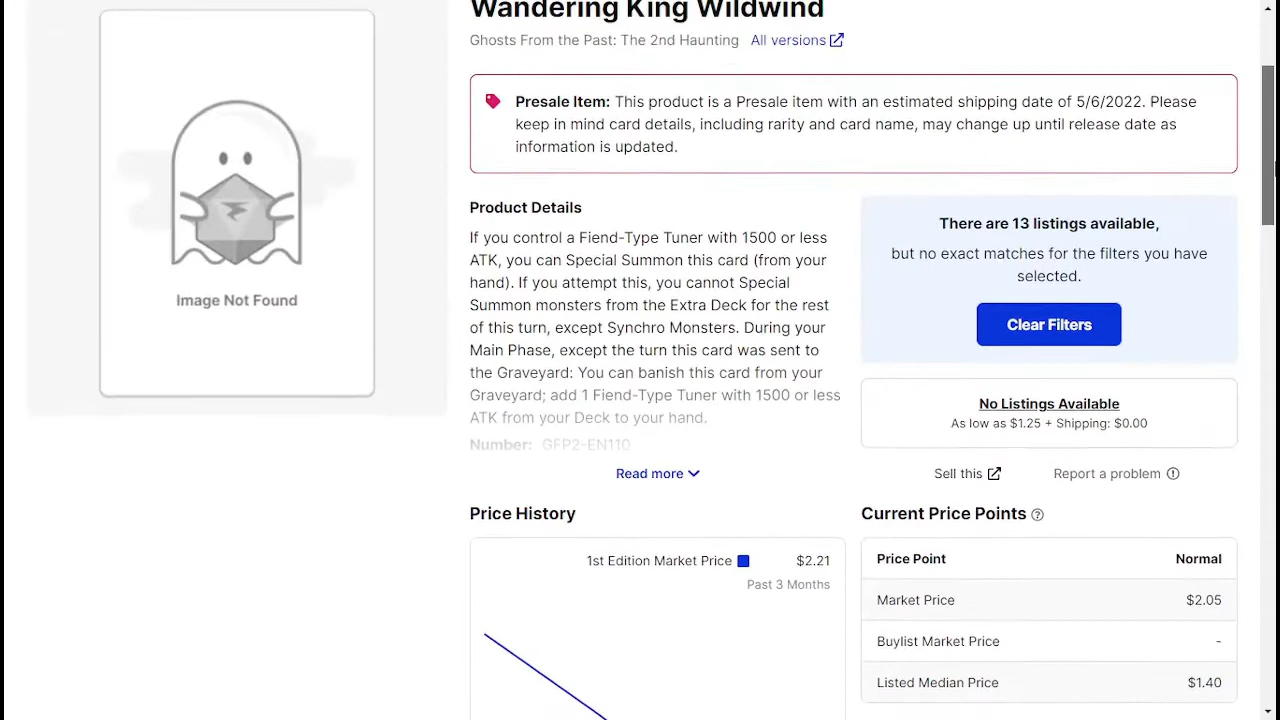 Wandering King Wildwind
Ghosts From the Past: The 2nd Haunting All versions
Presale Item: This product is a Presale item with an estimated shipping date of 5/6/2022. Please
keep in mind card details, including rarity and card name, may change up until release date as
information is updated.
Image Not Found
Product Details
If you control a Fiend-Type Tuner with 1500 or less
ATK, you can Special Summon this card (from your
hand). If you attempt this, you cannot Special
Summon monsters from the Extra Deck for the rest
of this turn, except Synchro Monsters. During your
Main Phase, except the turn this card was sent to
the Graveyard: You can banish this card from your
Graveyard; add 1 Fiend-Type Tuner with 1500 or less
ATK from your Deck to your hand.
Number: GFP2-EN110
Read more
There are 13 listings available,
but no exact matches for the filters you have
selected.
Clear Filters
No Listings Available
As low as $1.25 + Shipping: $0.00
Sell this Report a problem
Price History
1st Edition Market Price $2.21
Past 3 Months
Current Price Points
Price Point Normal
Market Price $2.05
Buylist Market Price -
Listed Median Price $1.40